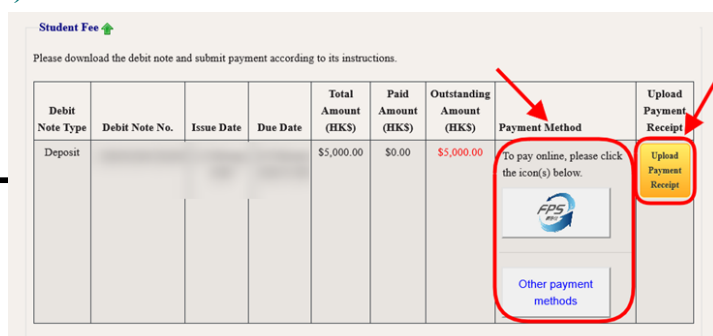 Student Fee
Please download the debit note and submit payment according to its instructions.
Debit Note Type
Debit Note No.
Issue Date
Due Date
Total Amount (HK$)
Paid Amount (HK$)
Outstanding Amount (HK$)
Payment Method
Upload Payment Receipt
Deposit
$5,000.00
$0.00
$5,000.00
To pay online, please click
the icon(s) below.
FPS
Other payment
methods
Upload
Payment
Receipt